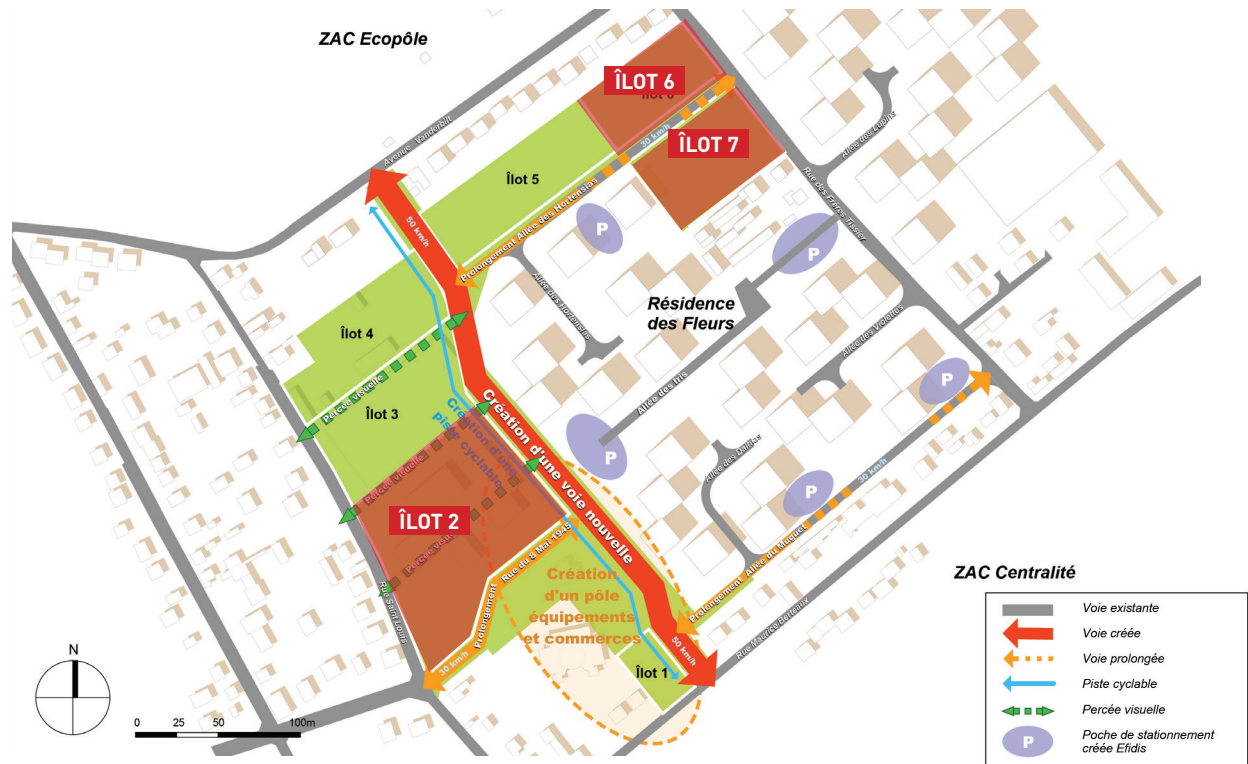 ZAC Ecopôle
ÎLOT 6
Avenue Vanderbilt
30 km/h
ÎLOT 7
Allée des Lupins
Îlot 5
Rue des Frères Tissier
50 km/h
Prolongement Allée des Hortensias
P
P
Allée des Hortensias
Résidence
des Fleurs
Îlot 4
Allée des Violettes
Percée visuelle
P
Allée des Iris
Îlot 3
Création d'une
piste cyclable
Création d'une voie nouvelle
P
Allée des Dalhias
Percée visuelle
30 km/h
P
ÎLOT 2
Percée visuelle
Rue du 8 Mai 1945
Prolongement
Rue Saint Louis
30 km/h
Création
d'un pôle
équipements
et commerces
Prolongement Allée du Muguet
Îlot 1
50 km/h
Rue Maurice Berteaux
ZAC Centralité
Voie existante
Voie créée
Voie prolongée
Piste cyclable
Percée visuelle
P
Poche de stationnement
créée Efidis
N
0 25 50 100m